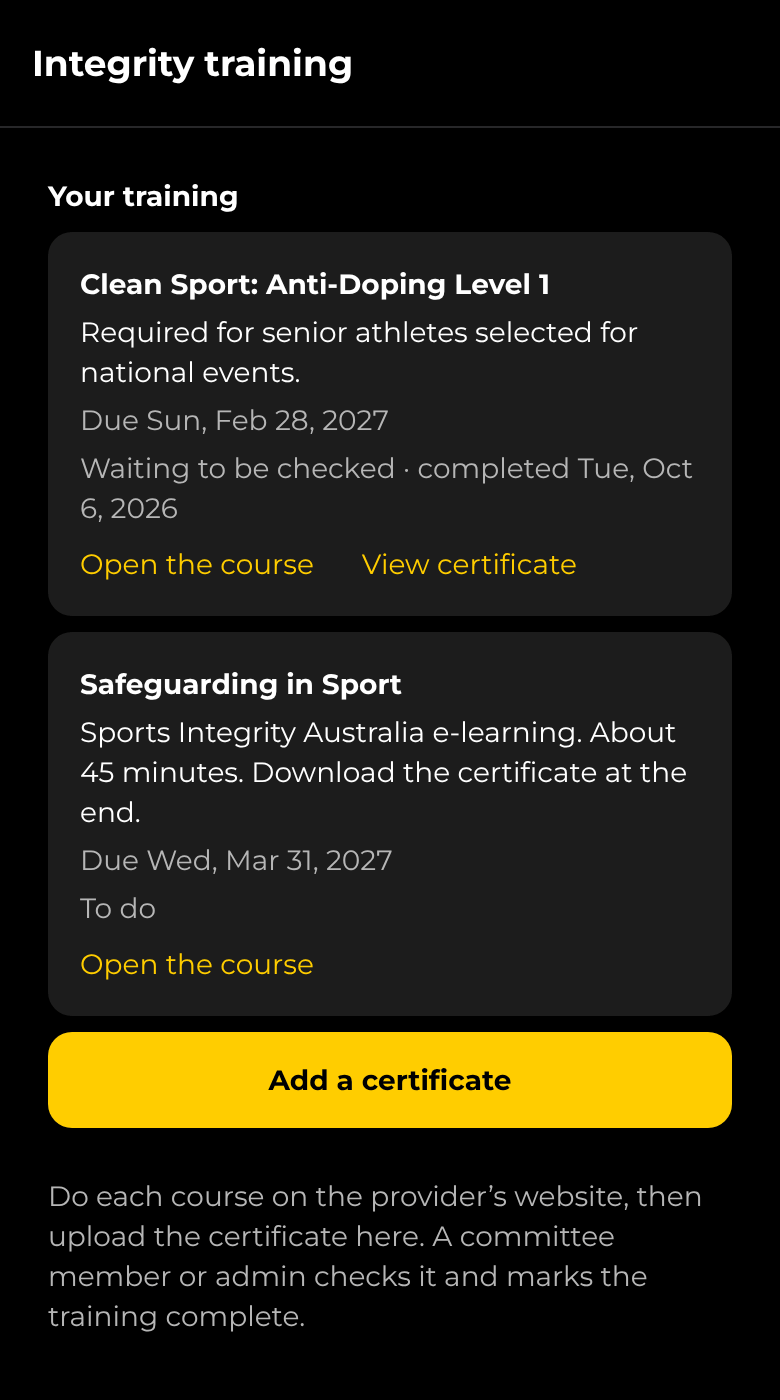 Integrity training
Your training
Clean Sport: Anti-Doping Level 1
Required for senior athletes selected for
national events.
Due Sun, Feb 28, 2027
Waiting to be checked · completed Tue, Oct
6, 2026
Open the course View certificate
Safeguarding in Sport
Sports Integrity Australia e-learning. About
45 minutes. Download the certificate at the
end.
Due Wed, Mar 31, 2027
To do
Open the course
Add a certificate
Do each course on the provider’s website, then
upload the certificate here. A committee
member or admin checks it and marks the
training complete.